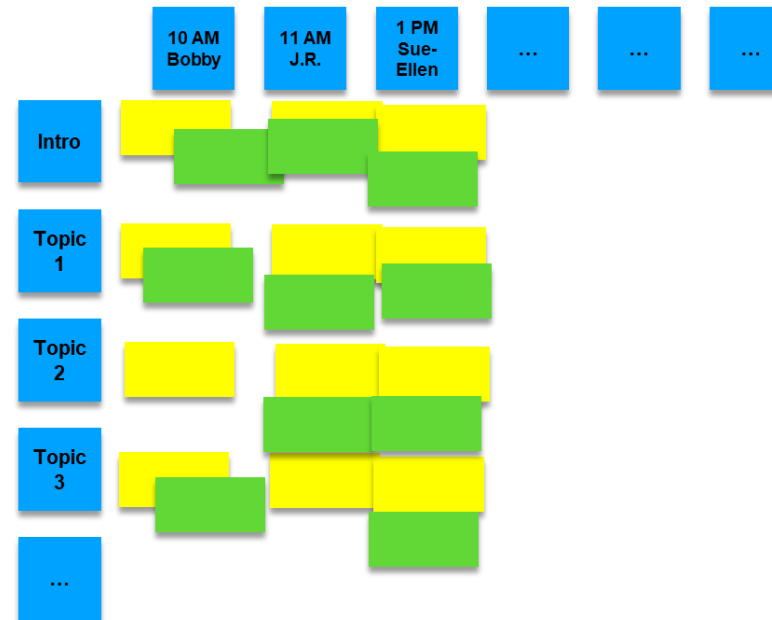 10 AM
Bobby
11 AM
J.R.
1 PM
Sue-
Ellen
...
...
...
Intro
Topic
1
Topic
2
Topic
3
...